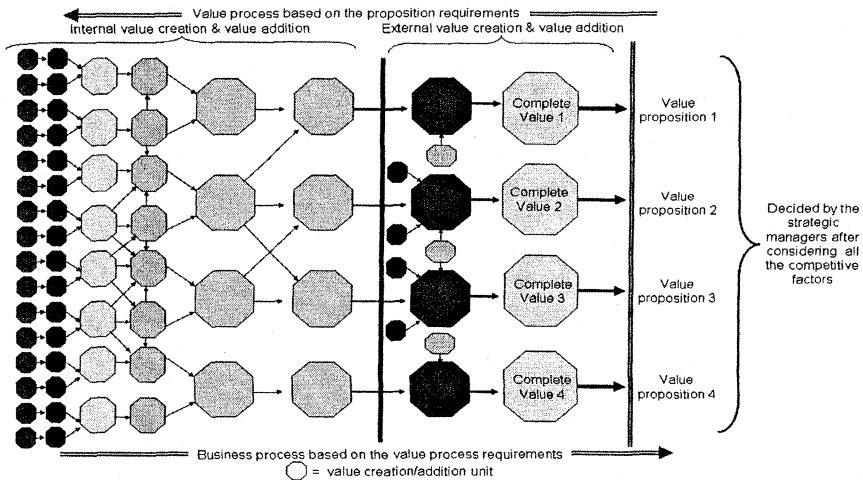 Value process based on the proposition requirements
Internal value creation & value addition
External value creation & value addition
Complete
Value 1
Value
proposition 1
Complete
Value 2
Value
proposition 2
Complete
Value 3
Value
proposition 3
Complete
Value 4
Value
proposition 4
Decided by the
strategic
managers after
considering all
the competitive
factors
Business process based on the value process requirements
= value creation/addition unit